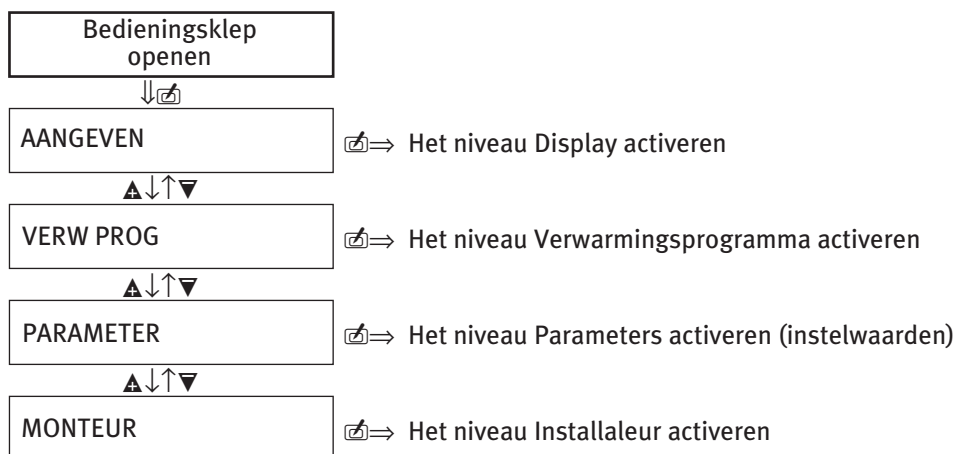 Bedieningsklep
openen
AANGEVEN
⇒ Het niveau Display activeren
VERW PROG
⇒ Het niveau Verwarmingsprogramma activeren
PARAMETER
⇒ Het niveau Parameters activeren (instelwaarden)
MONTEUR
⇒ Het niveau Installaleur activeren